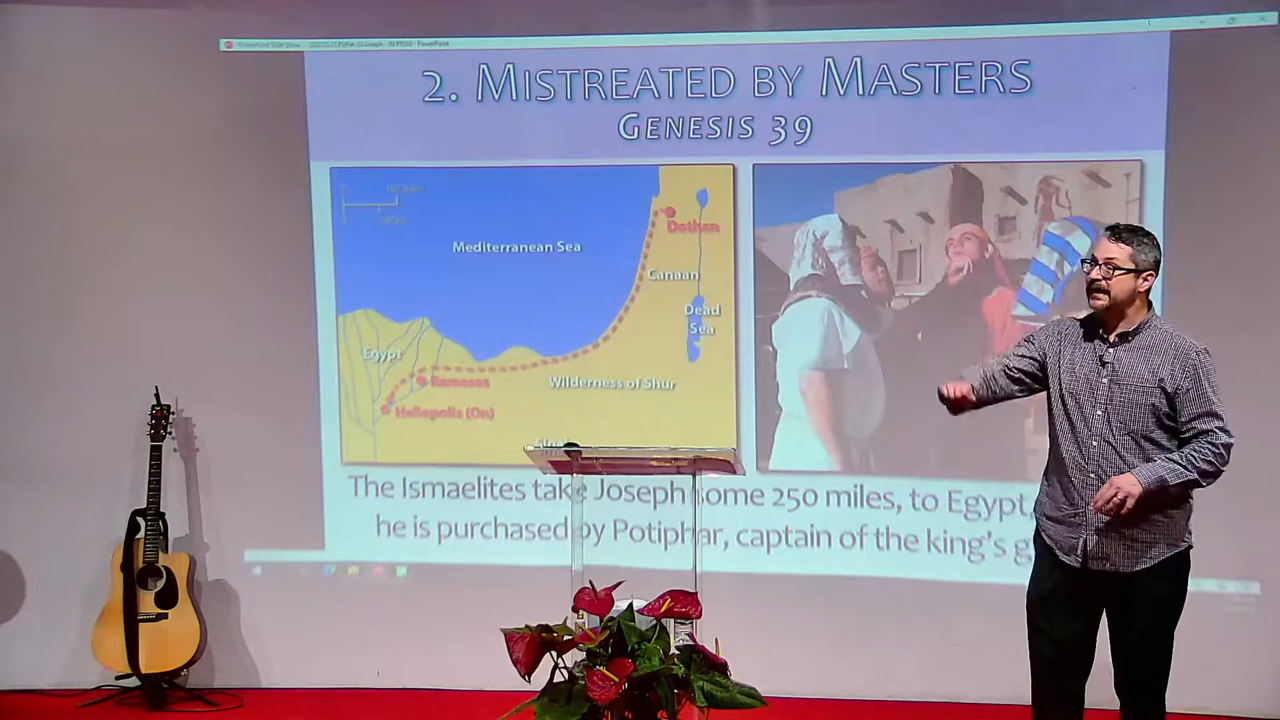 2. MISTREATED BY MASTERS
GENESIS 39
Mediterranean Sea
Dothan
Canaan
Dead
Sea
Egypt
Rameses
Wilderness of Shur
Heliopolis (On)
The Ismaelites take Joseph some 250 miles, to Egypt,
he is purchased by Potiphar, captain of the king's g